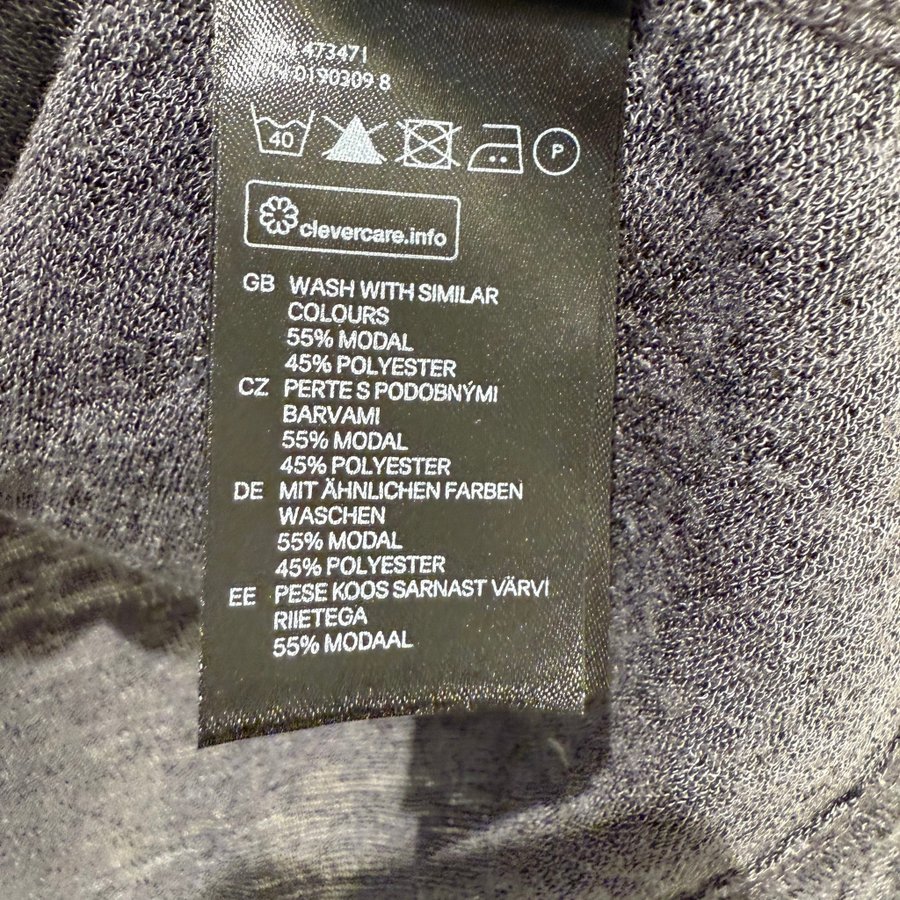 473471
0190309 8
40
P
clevercare.info
GB WASH WITH SIMILAR
COLOURS
55% MODAL
45% POLYESTER
CZ PERTE S PODOBNÝMI
BARVAMI
55% MODAL
45% POLYESTER
DE MIT ÄHNLICHEN FARBEN
WASCHEN
55% MODAL
45% POLYESTER
EE PESE KOOS SARNAST VÄRVI
RIIETEGA
55% MODAAL